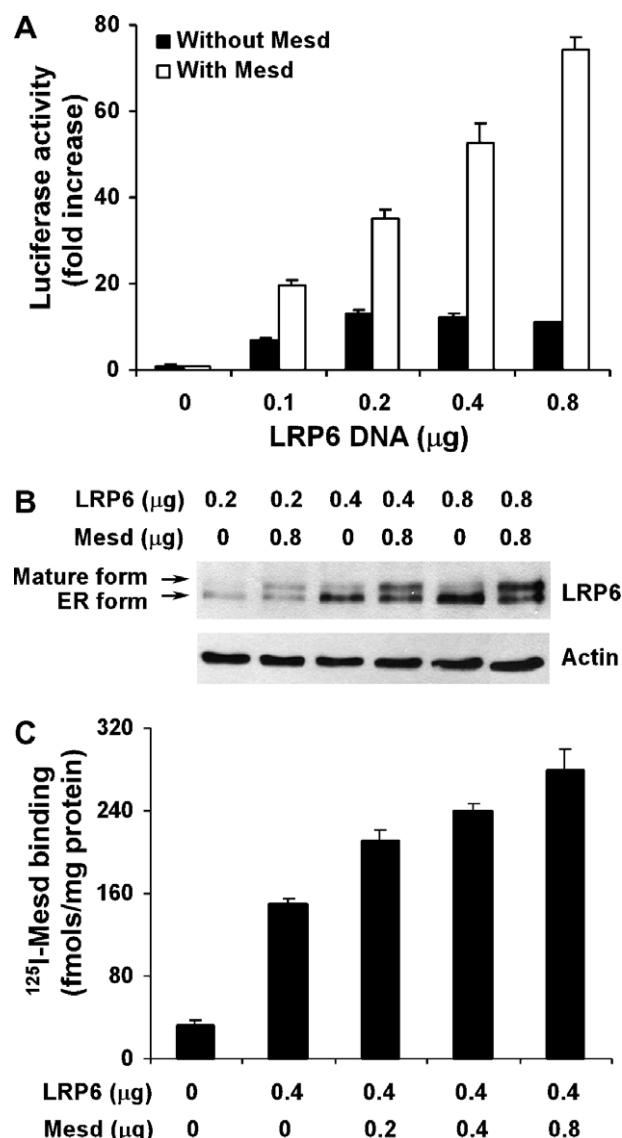 A
80
60
40
20
0
Luciferase activity
(fold increase)
Without Mesd
With Mesd
0 0.1 0.2 0.4 0.8
LRP6 DNA (μg)
B
LRP6 (μg) 0.2 0.2 0.4 0.4 0.8 0.8
Mesd (μg) 0 0.8 0 0.8 0 0.8
Mature form
ER form
LRP6
Actin
C
320
240
160
80
0
¹²⁵I-Mesd binding
(fmols/mg protein)
LRP6 (μg) 0 0.4 0.4 0.4 0.4
Mesd (μg) 0 0 0.2 0.4 0.8